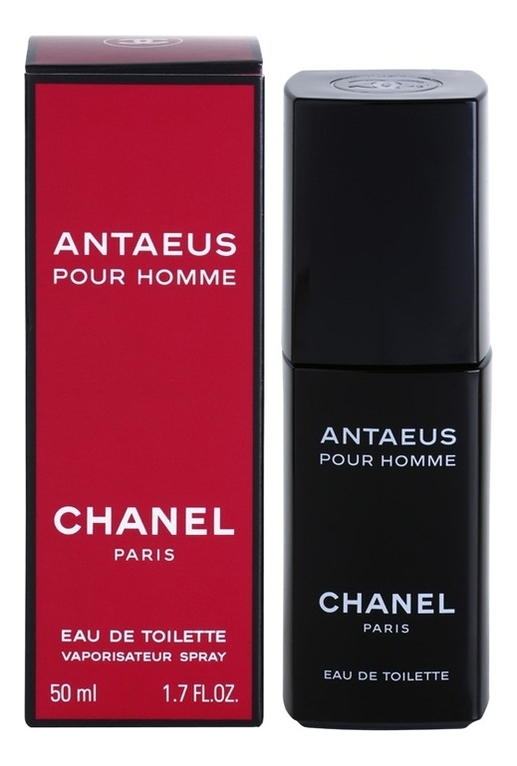 ANTAEUS
POUR HOMME
CHANEL
PARIS
EAU DE TOILETTE
VAPORISATEUR SPRAY
50 ml 1.7 FL.OZ.
ANTAEUS
POUR HOMME
CHANEL
PARIS
EAU DE TOILETTE